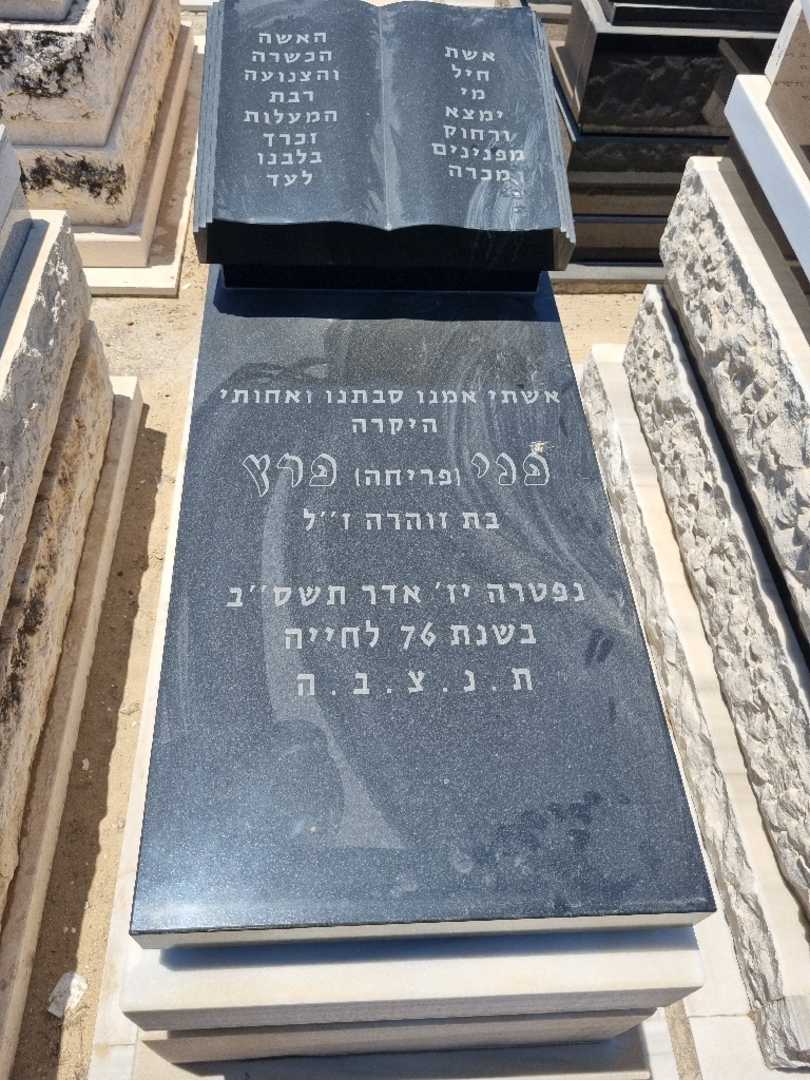 אשת
חיל
מי
ימצא
ורחוק
מפנינים
מכרה
האשה
הכשרה
והצנועה
רבת
המעלות
זכרך
בלבנו
לעד
אשתי אמנו סבתנו ואחותי
היקרה
פני (פריחה) פרץ
בת זוהרה ז''ל
נפטרה יז' אדר תשס''ב
בשנת 76 לחייה
ת.נ.צ.ב.ה